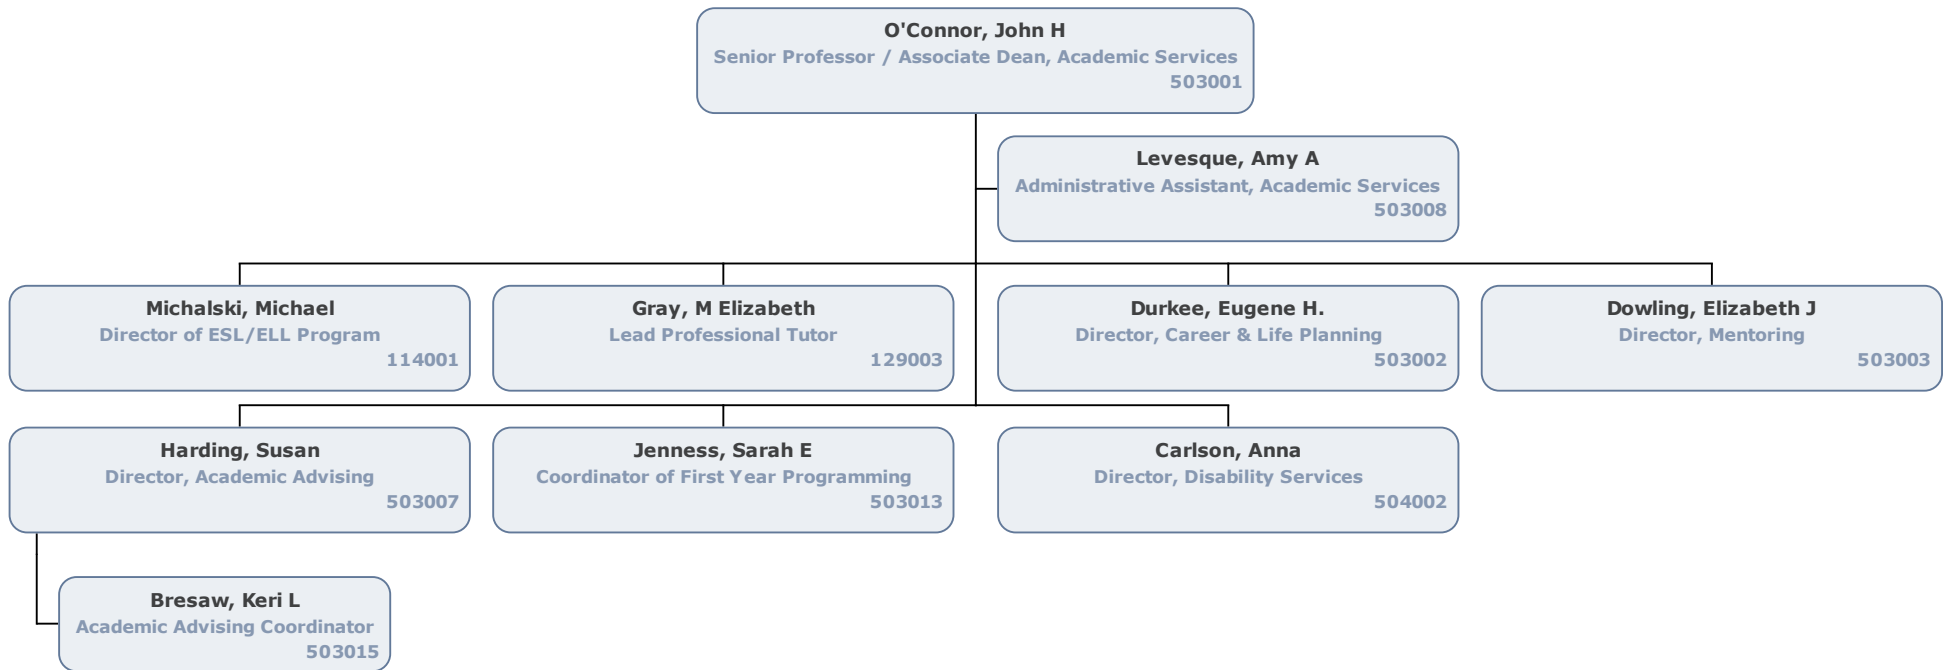 O'Connor, John H
Senior Professor / Associate Dean, Academic Services
503001
Levesque, Amy A
Administrative Assistant, Academic Services
503008
Michalski, Michael
Director of ESL/ELL Program
114001
Gray, M Elizabeth
Lead Professional Tutor
129003
Durkee, Eugene H.
Director, Career & Life Planning
503002
Dowling, Elizabeth J
Director, Mentoring
503003
Harding, Susan
Director, Academic Advising
503007
Jenness, Sarah E
Coordinator of First Year Programming
503013
Carlson, Anna
Director, Disability Services
504002
Bresaw, Keri L
Academic Advising Coordinator
503015